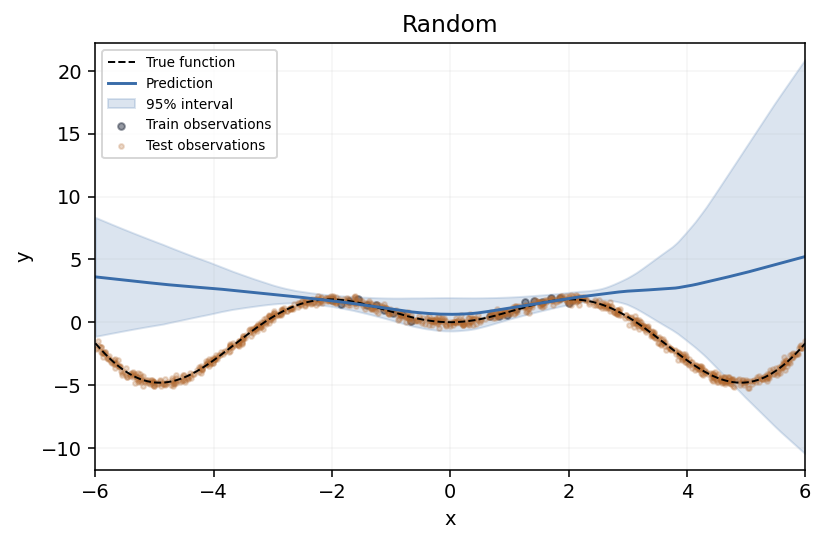 Random
True function
Prediction
95% interval
Train observations
Test observations
y
20
15
10
5
0
−5
−10
−6
−4
−2
0
2
4
6
x